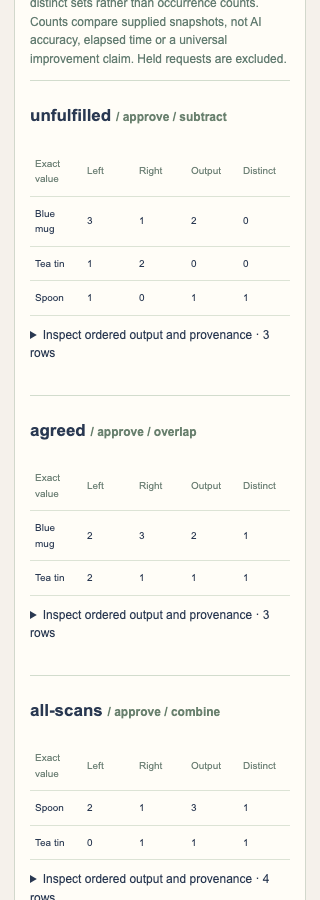 distinct sets rather than occurrence counts.
Counts compare supplied snapshots, not AI
accuracy, elapsed time or a universal
improvement claim. Held requests are excluded.
unfulfilled / approve / subtract
Exact value Left Right Output Distinct
Blue mug 3 1 2 0
Tea tin 1 2 0 0
Spoon 1 0 1 1
▶ Inspect ordered output and provenance · 3
rows
agreed / approve / overlap
Exact value Left Right Output Distinct
Blue mug 2 3 2 1
Tea tin 2 1 1 1
▶ Inspect ordered output and provenance · 3
rows
all-scans / approve / combine
Exact value Left Right Output Distinct
Spoon 2 1 3 1
Tea tin 0 1 1 1
▶ Inspect ordered output and provenance · 4
rows